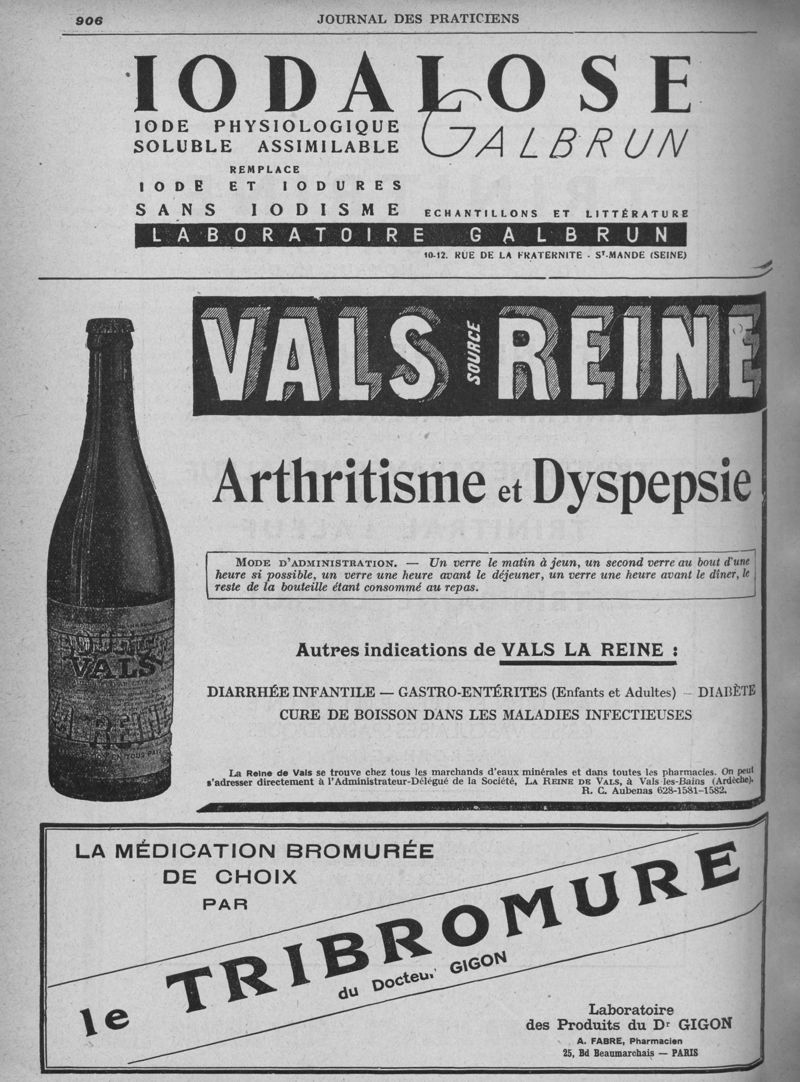 906
JOURNAL DES PRATICIENS
IODALOSE
GALBRUN
IODE PHYSIOLOGIQUE
SOLUBLE ASSIMILABLE
REMPLACE
IODE ET IODURES
SANS IODISME
ECHANTILLONS ET LITTÉRATURE
LABORATOIRE GALBRUN
10-12. RUE DE LA FRATERNITE - Sᵀ-MANDE (SEINE)
VALS SOURCE REINE
Arthritisme et Dyspepsie
MODE D'ADMINISTRATION. — Un verre le matin à jeun, un second verre au bout d'une
heure si possible, un verre une heure avant le déjeuner, un verre une heure avant le dîner, le
reste de la bouteille étant consommé au repas.
SOURCE
VALS
LA REINE
Autres indications de VALS LA REINE :
DIARRHÉE INFANTILE — GASTRO-ENTÉRITES (Enfants et Adultes) — DIABÈTE
CURE DE BOISSON DANS LES MALADIES INFECTIEUSES
La Reine de Vals se trouve chez tous les marchands d'eaux minérales et dans toutes les pharmacies. On peut
s'adresser directement à l'Administrateur-Délégué de la Société, LA REINE DE VALS, à Vals-les-Bains (Ardèche).
R. C. Aubenas 628-1581-1582.
LA MÉDICATION BROMURÉE
DE CHOIX
PAR
le TRIBROMURE
du Docteur GIGON
Laboratoire
des Produits du Dʳ GIGON
A. FABRE, Pharmacien
25, Bd Beaumarchais — PARIS